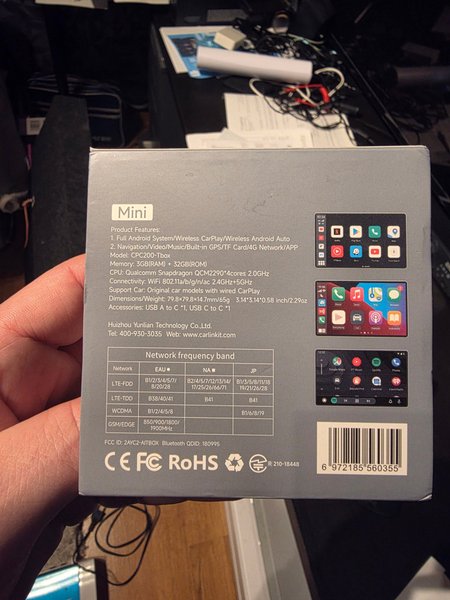 Mini
Product Features:
1. Full Android System/Wireless CarPlay/Wireless Android Auto
2. Navigation/Video/Music/Built-in GPS/TF Card/4G Network/APP
Model: CPC200-Tbox
Memory: 3GB(RAM) + 32GB(ROM)
CPU: Qualcomm Snapdragon QCM2290*4cores 2.0GHz
Connectivity: WiFi 802.11a/b/g/n/ac 2.4GHz+5GHz
Support Car: Original car models with wired CarPlay
Dimensions/Weight: 79.8*79.8*14.7mm/65g 3.14*3.14*0.58 inch/2.29oz
Accessories: USB A to C *1, USB C to C *1
Huizhou Yunlian Technology Co.,Ltd.
Tel: 400-930-3035 Web: www.carlinkit.com
Network frequency band
Network EAU NA JP
LTE-FDD B1/2/3/4/5/7/8/20/28 B2/4/5/7/12/13/14/17/25/26/66/71 B1/3/5/8/11/18/19/21/26/28
LTE-TDD B38/40/41 B41 B41
WCDMA B1/2/4/5/8 B1/6/8/19
GSM/EDGE 850/900/1800/1900MHz
FCC ID: 2AYC2-AITBOX Bluetooth QDID: 180995
CE FC RoHS R 210-18448
6 972185 560355